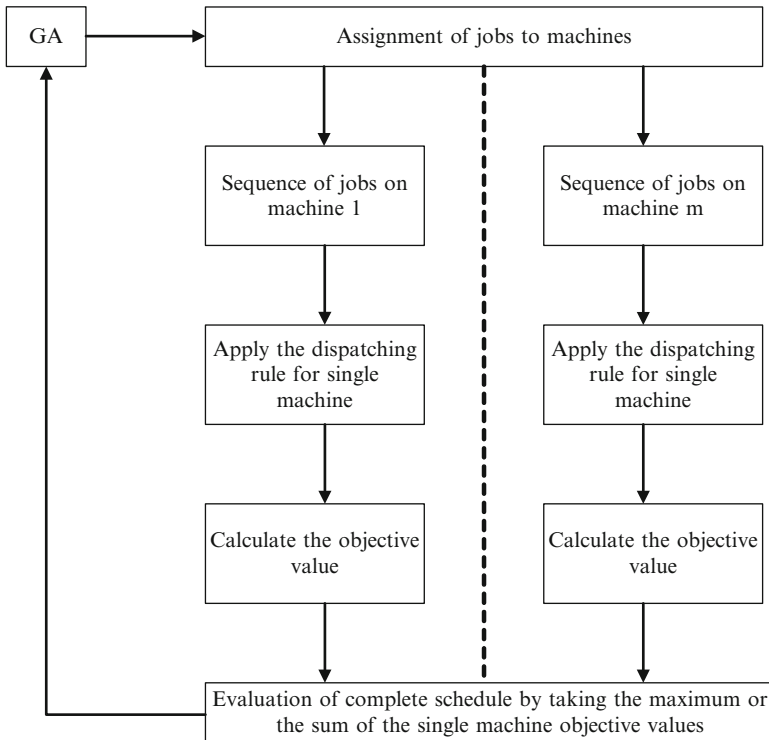 GA
Assignment of jobs to machines
Sequence of jobs on
machine 1
Sequence of jobs on
machine m
Apply the dispatching
rule for single
machine
Apply the dispatching
rule for single
machine
Calculate the objective
value
Calculate the objective
value
Evaluation of complete schedule by taking the maximum or
the sum of the single machine objective values